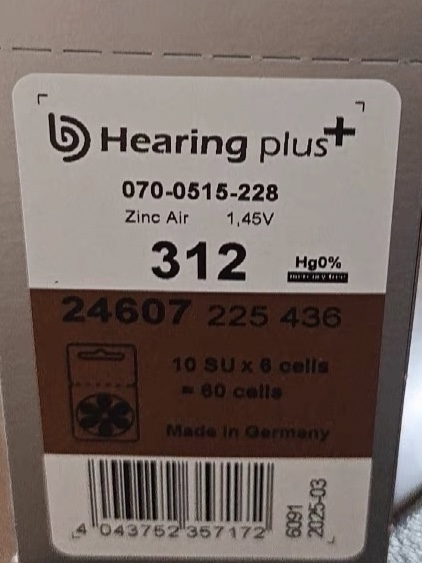 Hearing plus+
070-0515-228
Zinc Air 1,45V
312
Hg0%
mercury-free
24607 225 436
10 SU x 6 cells
= 60 cells
Made in Germany
4 043752 357172
6091
2025-03